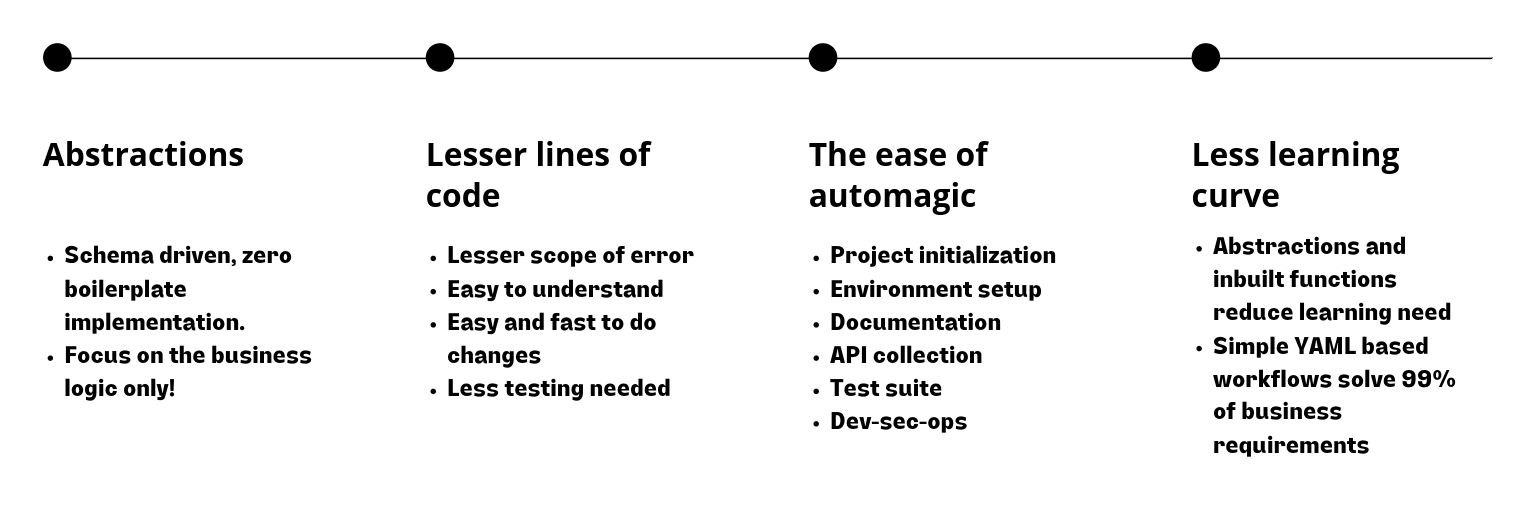 Abstractions
• Schema driven, zero
boilerplate
implementation.
• Focus on the business
logic only!
Lesser lines of
code
• Lesser scope of error
• Easy to understand
• Easy and fast to do
changes
• Less testing needed
The ease of
automagic
• Project initialization
• Environment setup
• Documentation
• API collection
• Test suite
• Dev-sec-ops
Less learning
curve
• Abstractions and
inbuilt functions
reduce learning need
• Simple YAML based
workflows solve 99%
of business
requirements